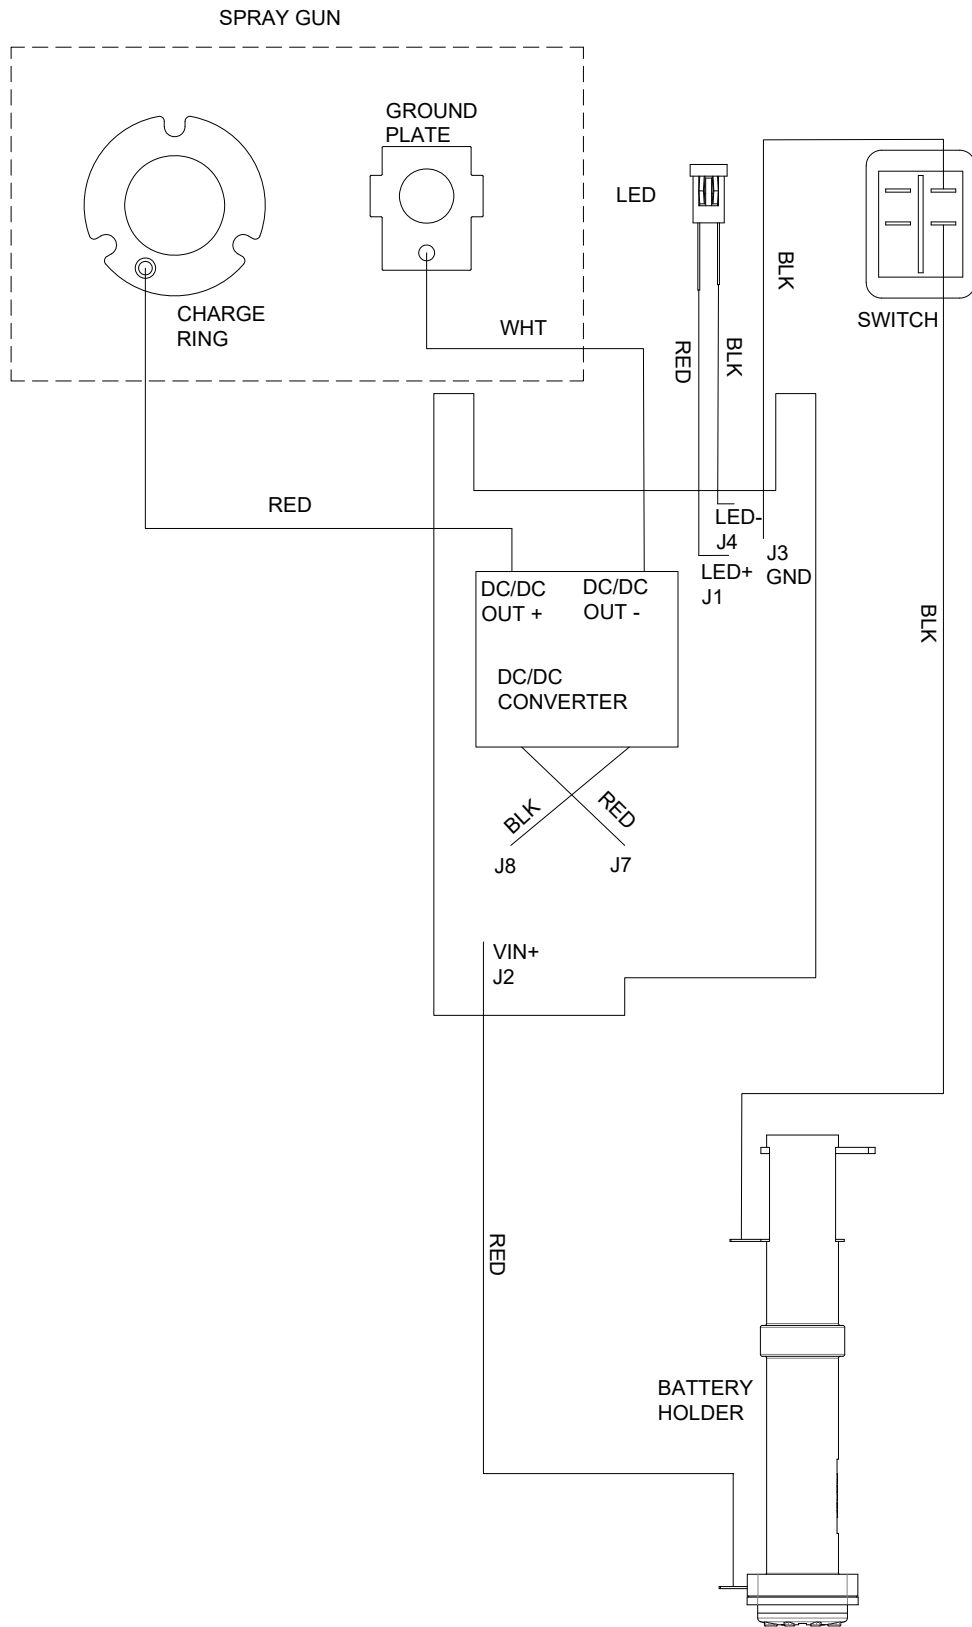 SPRAY GUN
GROUND
PLATE
LED
CHARGE
RING
WHT
BLK
SWITCH
RED
BLK
RED
LED-
J4
J3
GND
LED+
J1
DC/DC
OUT +
DC/DC
OUT -
BLK
DC/DC
CONVERTER
BLK
RED
J8
J7
VIN+
J2
RED
BATTERY
HOLDER